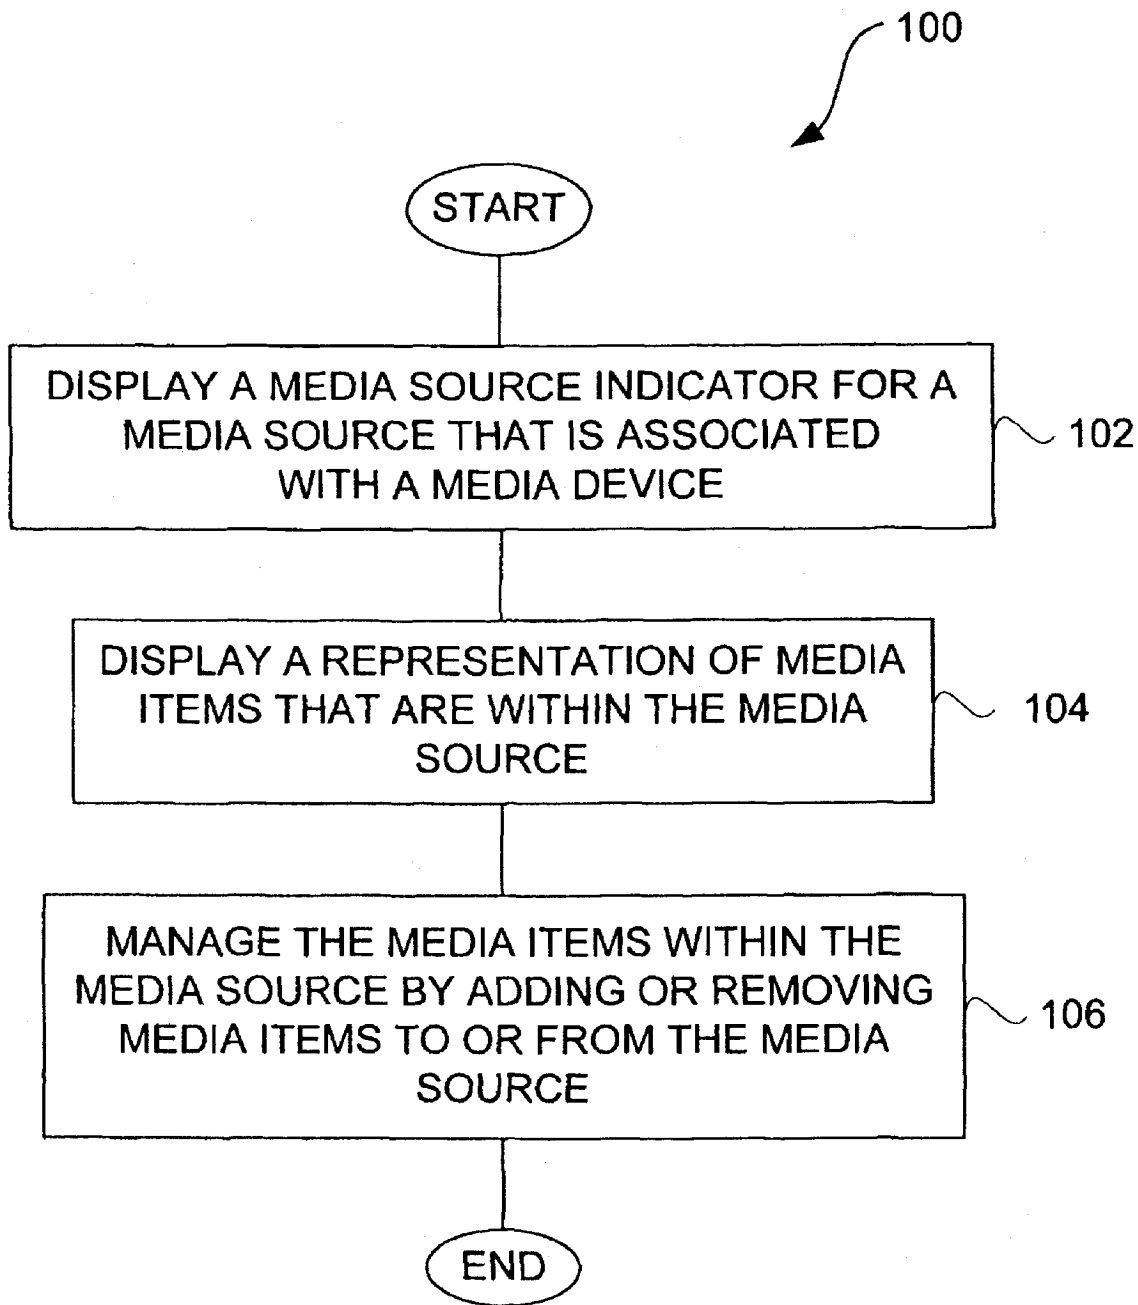 100
START
DISPLAY A MEDIA SOURCE INDICATOR FOR A
MEDIA SOURCE THAT IS ASSOCIATED
WITH A MEDIA DEVICE
102
DISPLAY A REPRESENTATION OF MEDIA
ITEMS THAT ARE WITHIN THE MEDIA
SOURCE
104
MANAGE THE MEDIA ITEMS WITHIN THE
MEDIA SOURCE BY ADDING OR REMOVING
MEDIA ITEMS TO OR FROM THE MEDIA
SOURCE
106
END